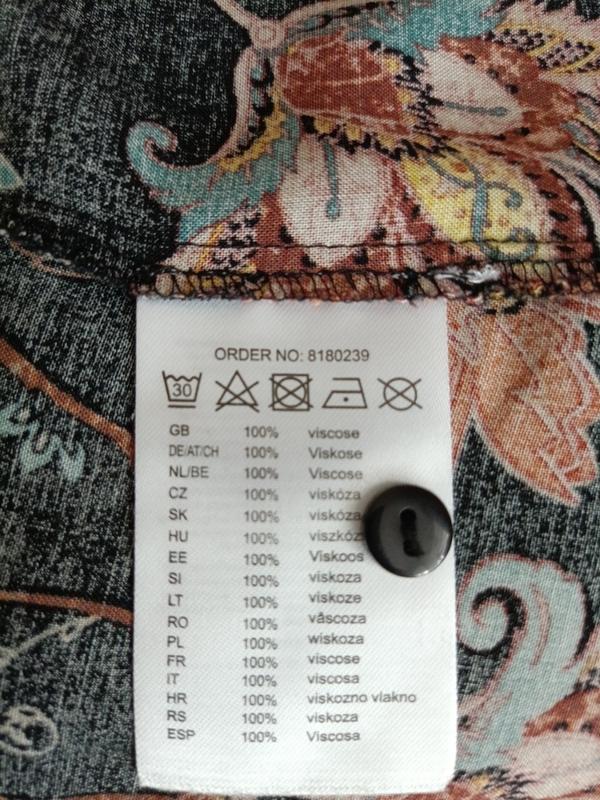 ORDER NO: 8180239
30
GB 100% viscose
DE/AT/CH 100% Viskose
NL/BE 100% Viscose
CZ 100% viskóza
SK 100% viskóza
HU 100%
EE 100% Viskoos
SI 100% viskoza
LT 100% viskoze
RO 100% vâscoza
PL 100% wiskoza
FR 100% viscose
IT 100% viscosa
HR 100% viskozno vlakno
RS 100% viskoza
ESP 100% Viscosa